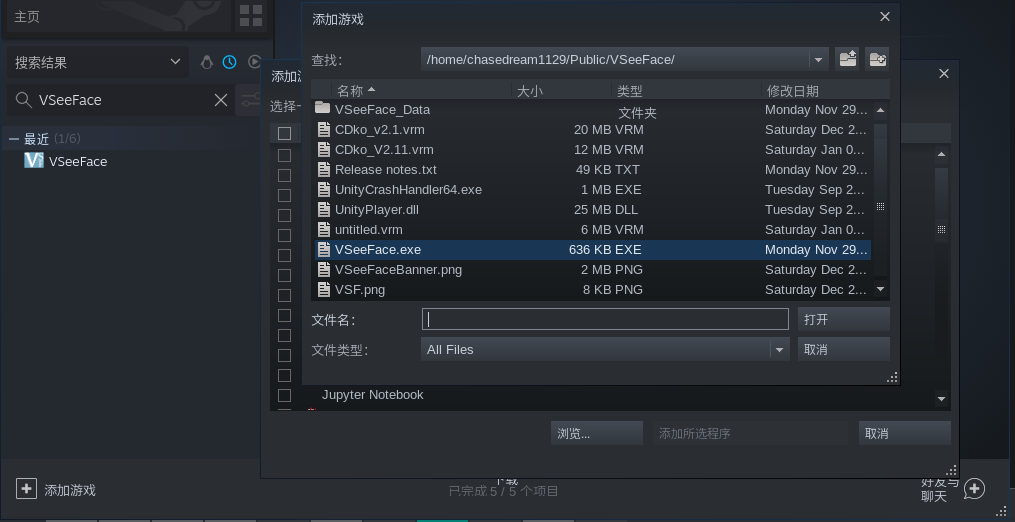 主页
搜索结果
VSeeFace
最近 (1/6)
VSeeFace
添加游戏
查找：
/home/chasedream1129/Public/VSeeFace/
名称 大小 类型 修改日期
VSeeFace_Data 文件夹 Monday Nov 29...
CDko_v2.1.vrm 20 MB VRM Saturday Dec 2...
CDko_V2.11.vrm 12 MB VRM Saturday Jan 0...
Release notes.txt 49 KB TXT Monday Nov 29...
UnityCrashHandler64.exe 1 MB EXE Tuesday Sep 2...
UnityPlayer.dll 25 MB DLL Tuesday Sep 2...
untitled.vrm 6 MB VRM Saturday Jan 0...
VSeeFace.exe 636 KB EXE Monday Nov 29...
VSeeFaceBanner.png 2 MB PNG Saturday Dec 2...
VSF.png 8 KB PNG Saturday Dec 2...
文件名：
打开
文件类型：
All Files
取消
添加
选择一
Jupyter Notebook
浏览...
添加所选程序
取消
添加游戏
下载
已完成 5 / 5 个项目
好友与
聊天